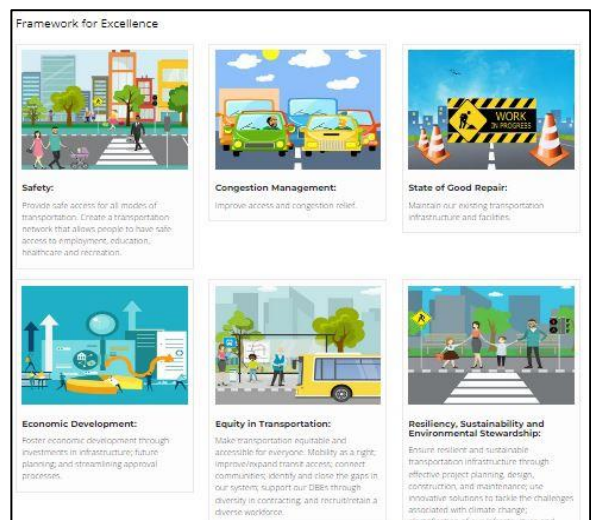 Framework for Excellence
WORK
IN PROGRESS
Safety:
Provide safe access for all modes of
transportation. Create a transportation
network that allows people to have safe
access to employment, education,
healthcare and recreation.
Congestion Management:
Improve access and congestion relief.
State of Good Repair:
Maintain our existing transportation
infrastructure and facilities.
Economic Development:
Foster economic development through
investments in infrastructure; future
planning; and streamlining approval
processes.
Equity in Transportation:
Make transportation equitable and
accessible for everyone. Mobility as a right;
improve/expand transit access; connect
communities; identify and close the gaps in
our system; support our DBEs through
diversity in contracting; and recruit/retain a
diverse workforce.
Resiliency, Sustainability and
Environmental Stewardship:
Ensure resilient and sustainable
transportation infrastructure through
effective project planning, design,
construction, and maintenance; use
innovative solutions to tackle the challenges
associated with climate change;